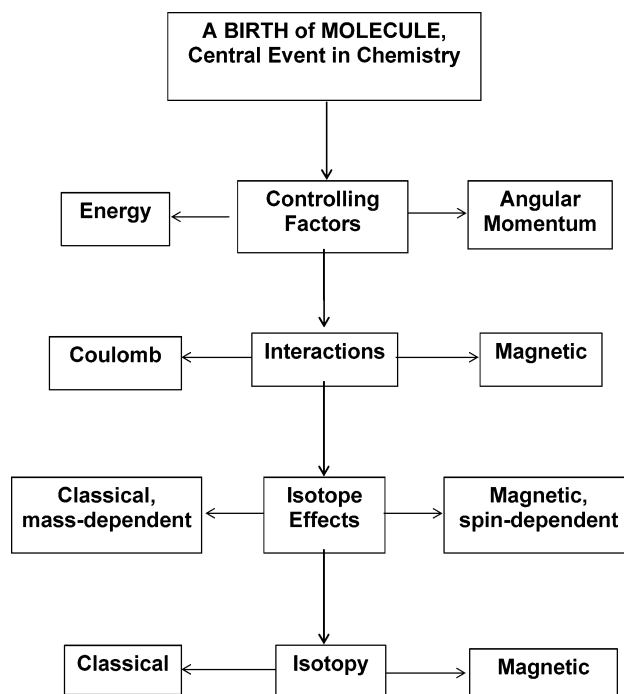 A BIRTH of MOLECULE,
Central Event in Chemistry
Energy
Controlling
Factors
Angular
Momentum
Coulomb
Interactions
Magnetic
Classical,
mass-dependent
Isotope
Effects
Magnetic,
spin-dependent
Classical
Isotopy
Magnetic